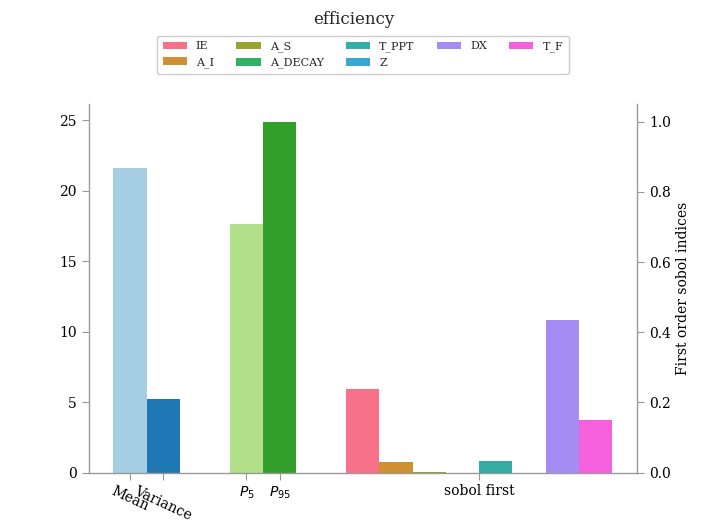 efficiency
IE A_S T_PPT DX T_F
A_I A_DECAY Z
25
20
15
10
5
0
1.0
0.8
0.6
0.4
0.2
0.0
First order sobol indices
Mean
Variance
P5
P95
sobol first